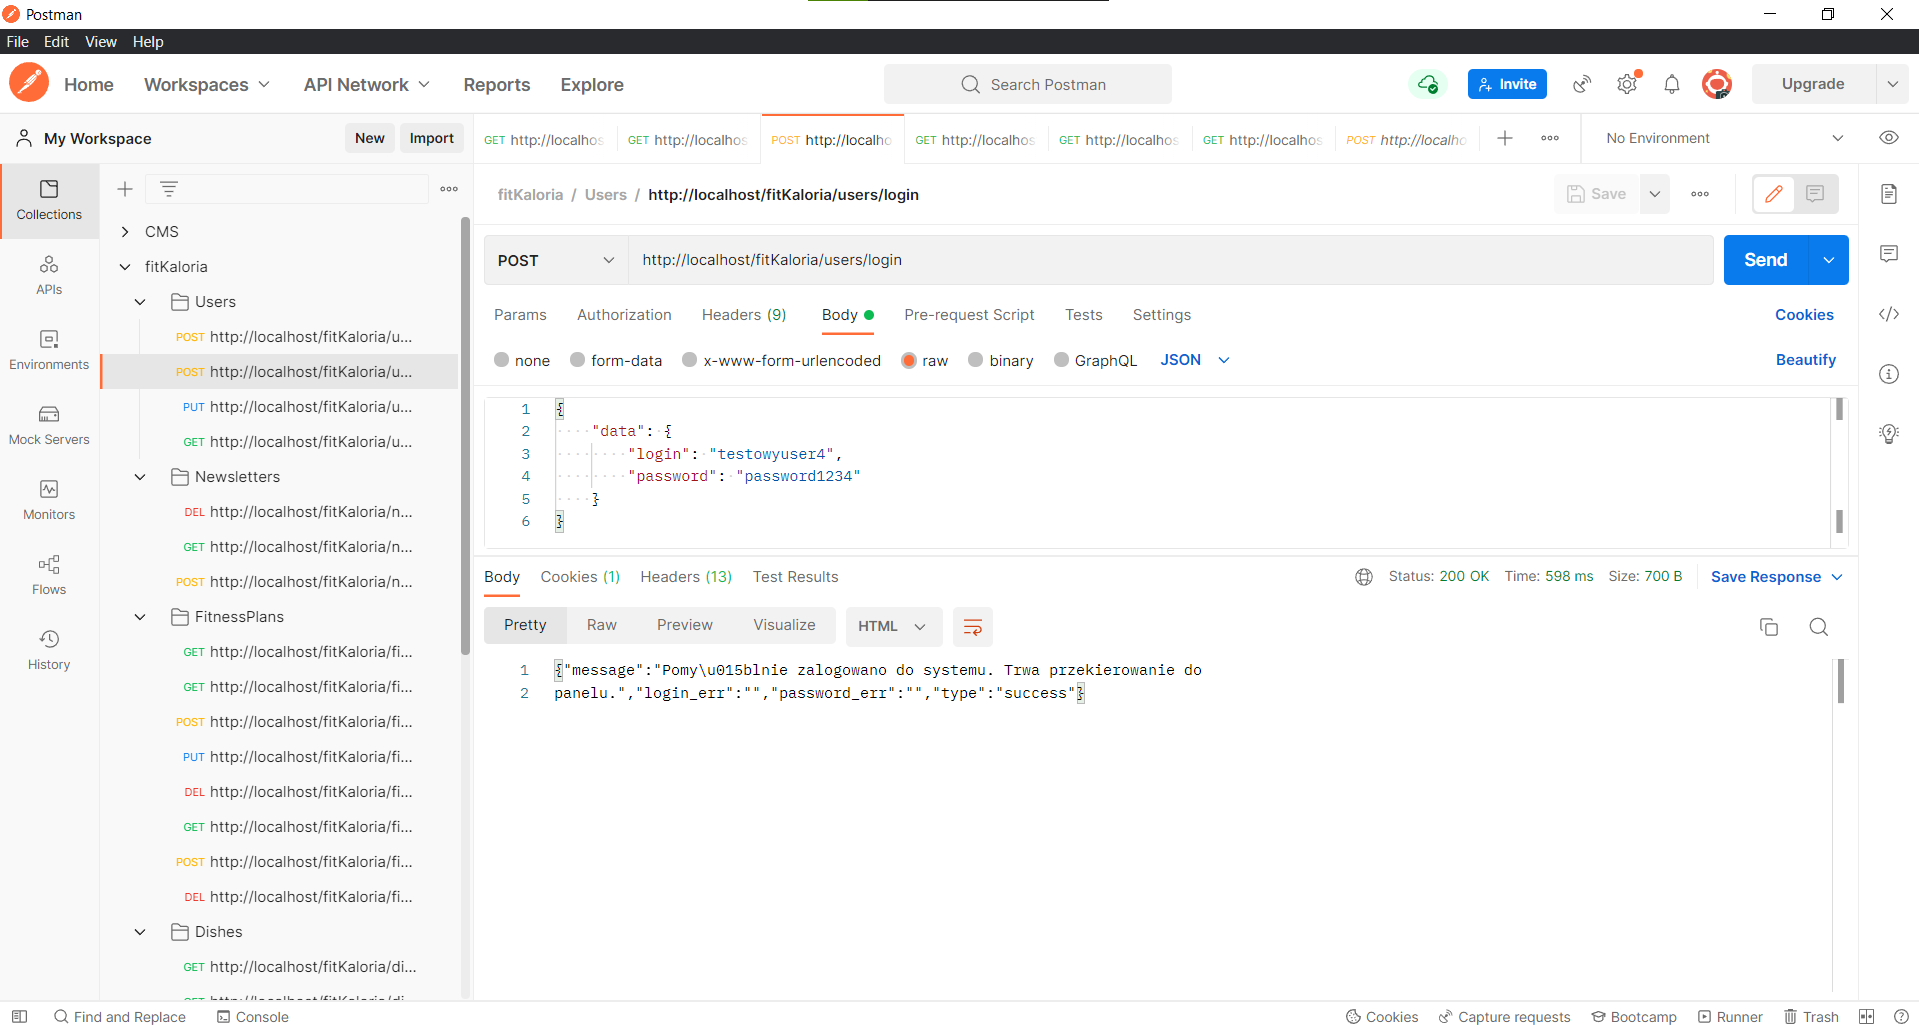 Postman
File Edit View Help
Home Workspaces API Network Reports Explore Search Postman Invite Upgrade
My Workspace New Import
GET http://localhos GET http://localhos POST http://localho GET http://localhos GET http://localhos GET http://localhos POST http://localho No Environment
Collections
APIs
Environments
Mock Servers
Monitors
Flows
History
CMS
fitKaloria
Users
POST http://localhost/fitKaloria/u...
POST http://localhost/fitKaloria/u...
PUT http://localhost/fitKaloria/u...
GET http://localhost/fitKaloria/u...
Newsletters
DEL http://localhost/fitKaloria/n...
GET http://localhost/fitKaloria/n...
POST http://localhost/fitKaloria/n...
FitnessPlans
GET http://localhost/fitKaloria/fi...
GET http://localhost/fitKaloria/fi...
POST http://localhost/fitKaloria/fi...
PUT http://localhost/fitKaloria/fi...
DEL http://localhost/fitKaloria/fi...
GET http://localhost/fitKaloria/fi...
POST http://localhost/fitKaloria/fi...
DEL http://localhost/fitKaloria/fi...
Dishes
GET http://localhost/fitKaloria/di...
GET http://localhost/fitKaloria/di...
fitKaloria / Users / http://localhost/fitKaloria/users/login Save
POST http://localhost/fitKaloria/users/login Send
Params Authorization Headers (9) Body Pre-request Script Tests Settings Cookies
none form-data x-www-form-urlencoded raw binary GraphQL JSON Beautify
1 {
2 "data": {
3 "login": "testowyuser4",
4 "password": "password1234"
5 }
6 }
Body Cookies (1) Headers (13) Test Results Status: 200 OK Time: 598 ms Size: 700 B Save Response
Pretty Raw Preview Visualize HTML
1 {"message":"Pomy\u015blnie zalogowano do systemu. Trwa przekierowanie do
2 panelu.","login_err":"","password_err":"","type":"success"}
Find and Replace Console Cookies Capture requests Bootcamp Runner Trash